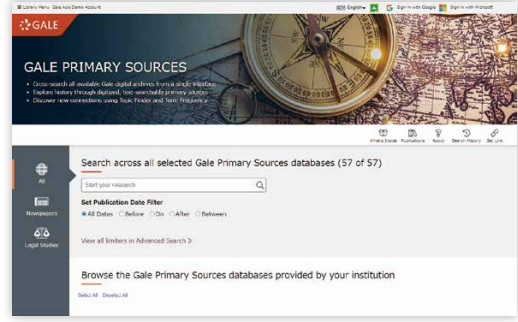 Library Menu Gale Asia Demo Account
English
Sign in with Google
Sign in with Microsoft
GALE
GALE PRIMARY SOURCES
• Cross-search all available Gale digital archives from a single interface
• Explore history through digitized, text-searchable primary sources
• Discover new connections using Topic Finder and Term Frequency
What's Inside Publications About Search History Get Link
All
Newspapers
Legal Studies
Search across all selected Gale Primary Sources databases (57 of 57)
Start your research
Set Publication Date Filter
All Dates Before On After Between
View all limiters in Advanced Search >
Browse the Gale Primary Sources databases provided by your institution
Select All Deselect All